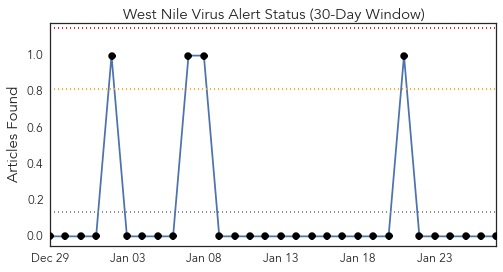 West Nile Virus Alert Status (30-Day Window)
Articles Found
1.0
0.8
0.6
0.4
0.2
0.0
Dec 29 Jan 03 Jan 08 Jan 13 Jan 18 Jan 23